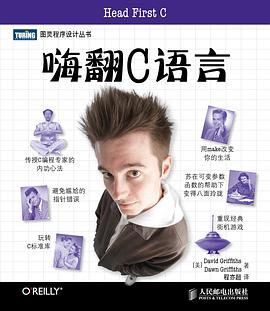 Head First C
TURING 图灵程序设计丛书
嗨翻C语言
传授C编程专家的
内功心法
用make改变
你的生活
避免尴尬的
指针错误
苏在可变参数
函数的帮助下
变得八面玲珑
玩转
C标准库
重现经典
街机游戏
O'REILLY®
[美] David Griffiths 著
Dawn Griffiths
程亦超 译
人民邮电出版社
POSTS & TELECOM PRESS